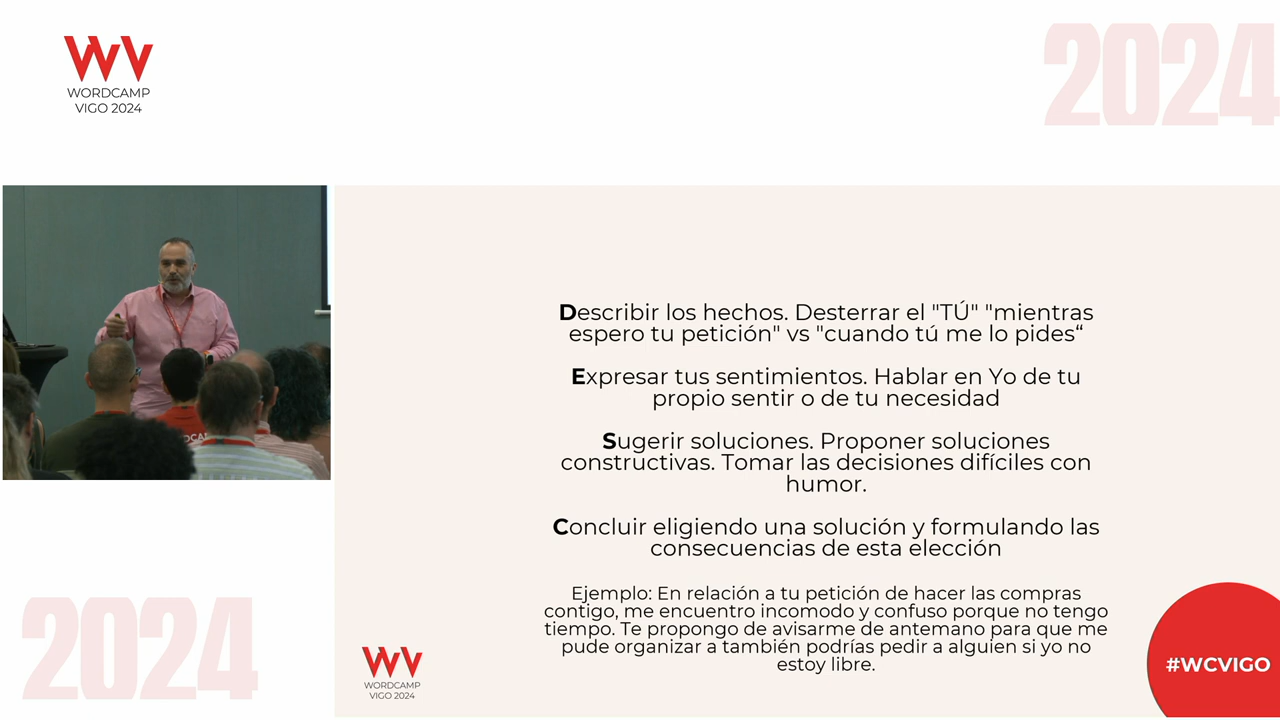 WORDCAMP
VIGO 2024
2024
Describir los hechos. Desterrar el "TÚ" "mientras
espero tu petición" vs "cuando tú me lo pides“
Expresar tus sentimientos. Hablar en Yo de tu
propio sentir o de tu necesidad
Sugerir soluciones. Proponer soluciones
constructivas. Tomar las decisiones difíciles con
humor.
Concluir eligiendo una solución y formulando las
consecuencias de esta elección
Ejemplo: En relación a tu petición de hacer las compras
contigo, me encuentro incomodo y confuso porque no tengo
tiempo. Te propongo de avisarme de antemano para que me
pude organizar a también podrías pedir a alguien si yo no
estoy libre.
2024
WORDCAMP
VIGO 2024
#WCVIGO